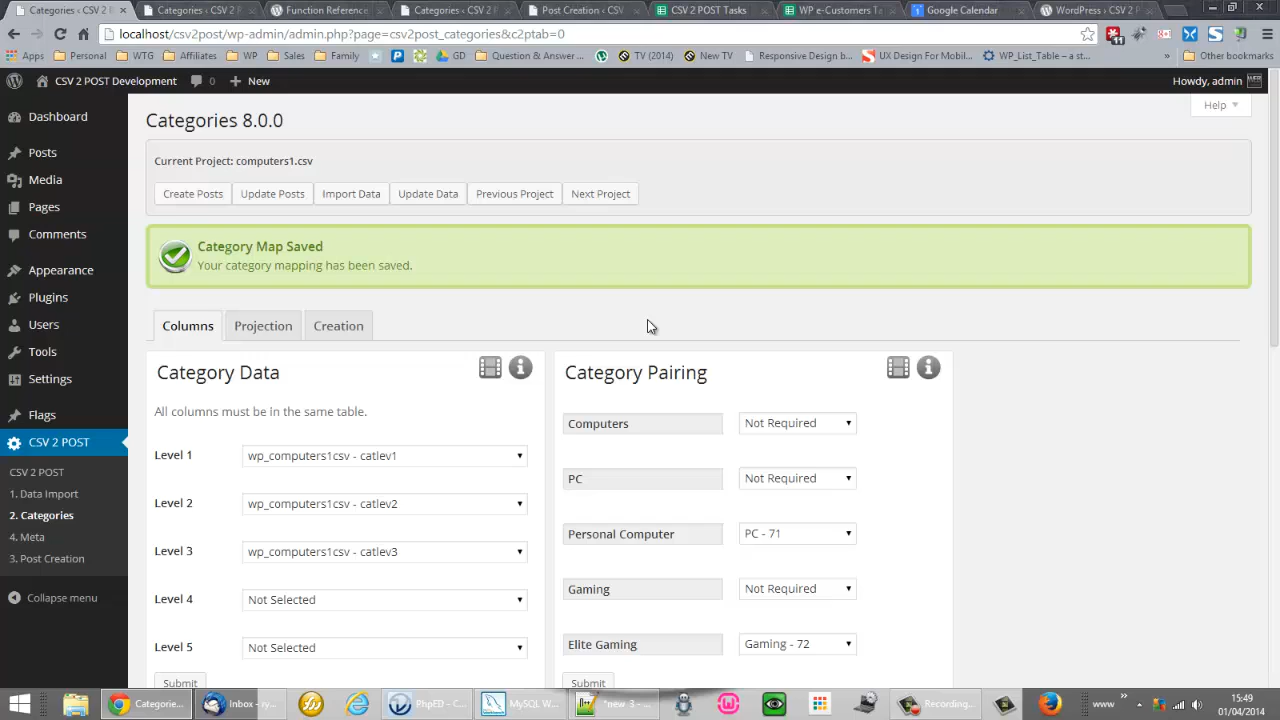 Categories ‹ CSV 2 P
Categories ‹ CSV 2 P
Function Reference
Categories ‹ CSV 2 P
Post Creation ‹ CSV
CSV 2 POST Tasks
WP e-Customers Ta
Google Calendar
WordPress › CSV 2 P
localhost/csv2post/wp-admin/admin.php?page=csv2post_categories&c2ptab=0
11
Apps Personal WTG Affiliates WP Sales Family GD Question & Answer ... TV (2014) New TV Responsive Design b... UX Design For Mobil... WP_List_Table – a st... » Other bookmarks
CSV 2 POST Development 0 New Howdy, admin
Help
Dashboard
Posts
Media
Pages
Comments
Appearance
Plugins
Users
Tools
Settings
Flags
CSV 2 POST
CSV 2 POST
1. Data Import
2. Categories
4. Meta
3. Post Creation
Collapse menu
Categories 8.0.0
Current Project: computers1.csv
Create Posts Update Posts Import Data Update Data Previous Project Next Project
Category Map Saved
Your category mapping has been saved.
Columns Projection Creation
Category Data
All columns must be in the same table.
Level 1 wp_computers1csv - catlev1
Level 2 wp_computers1csv - catlev2
Level 3 wp_computers1csv - catlev3
Level 4 Not Selected
Level 5 Not Selected
Submit
Category Pairing
Computers Not Required
PC Not Required
Personal Computer PC - 71
Gaming Not Required
Elite Gaming Gaming - 72
Submit
Categorie... Inbox - ry... PhpED - C... MySQL W... *new 3 - ... Recording... www » 15:49
01/04/2014